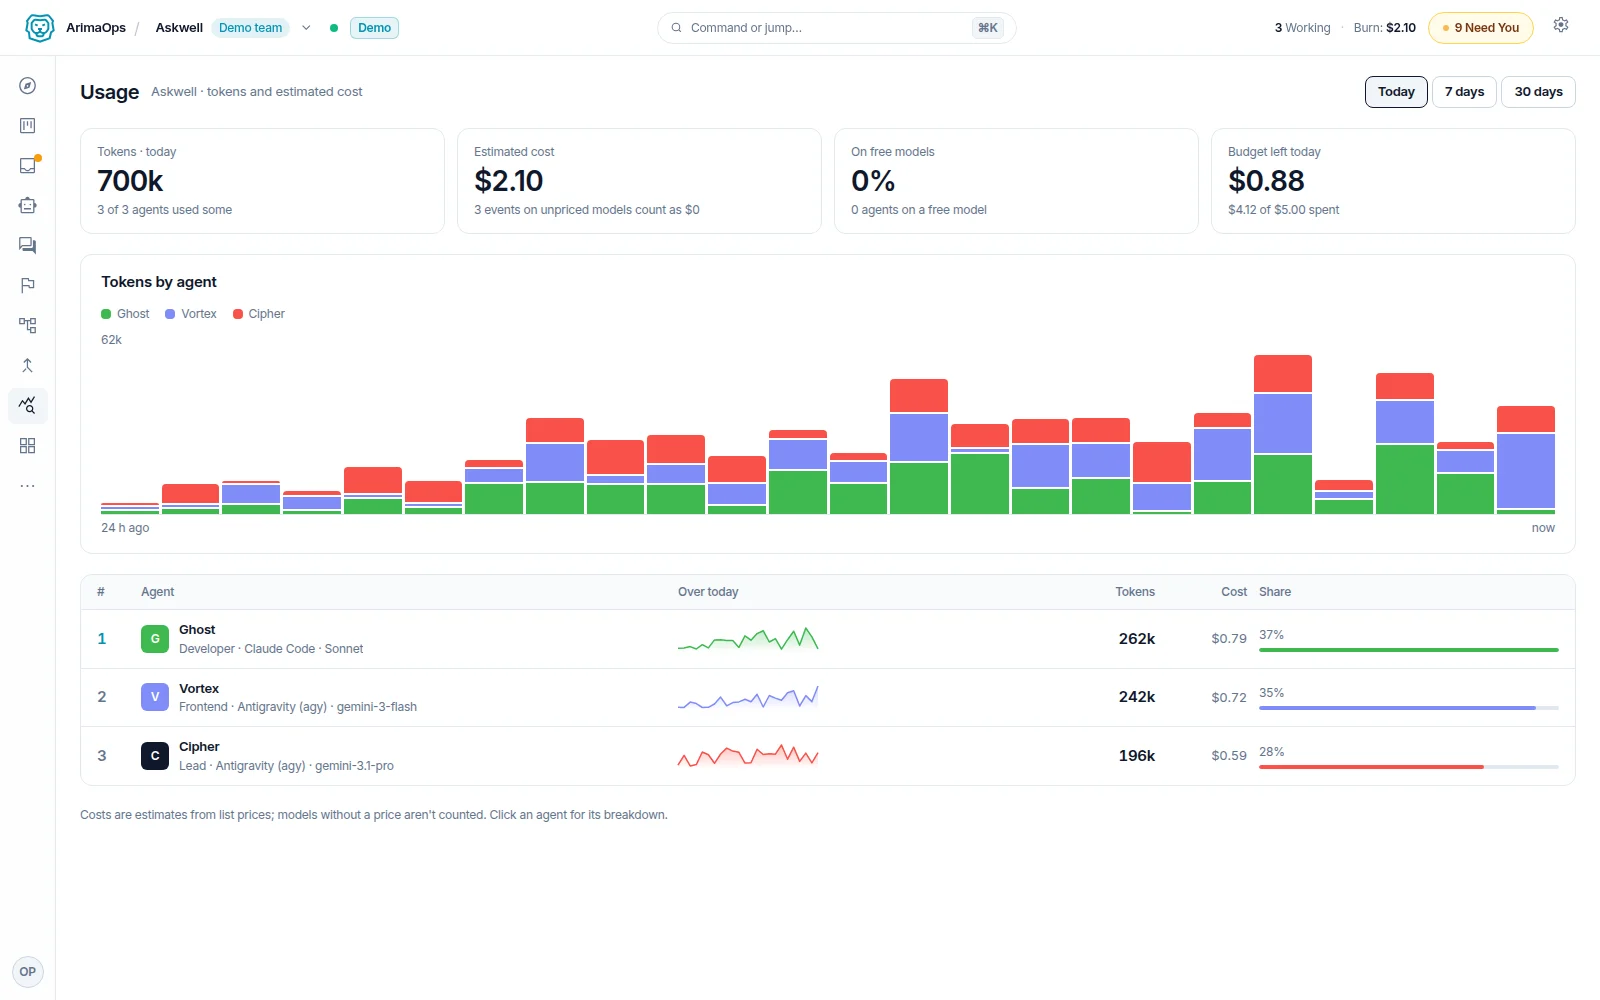 ArimaOps / Askwell Demo team Demo
Command or jump... ⌘K
3 Working · Burn: $2.10 9 Need You
Usage Askwell · tokens and estimated cost
Today 7 days 30 days
Tokens · today
700k
3 of 3 agents used some
Estimated cost
$2.10
3 events on unpriced models count as $0
On free models
0%
0 agents on a free model
Budget left today
$0.88
$4.12 of $5.00 spent
Tokens by agent
Ghost Vortex Cipher
62k
24 h ago now
# Agent Over today Tokens Cost Share
1 G Ghost 262k $0.79 37%
Developer · Claude Code · Sonnet
2 V Vortex 242k $0.72 35%
Frontend · Antigravity (agy) · gemini-3-flash
3 C Cipher 196k $0.59 28%
Lead · Antigravity (agy) · gemini-3.1-pro
Costs are estimates from list prices; models without a price aren't counted. Click an agent for its breakdown.
OP